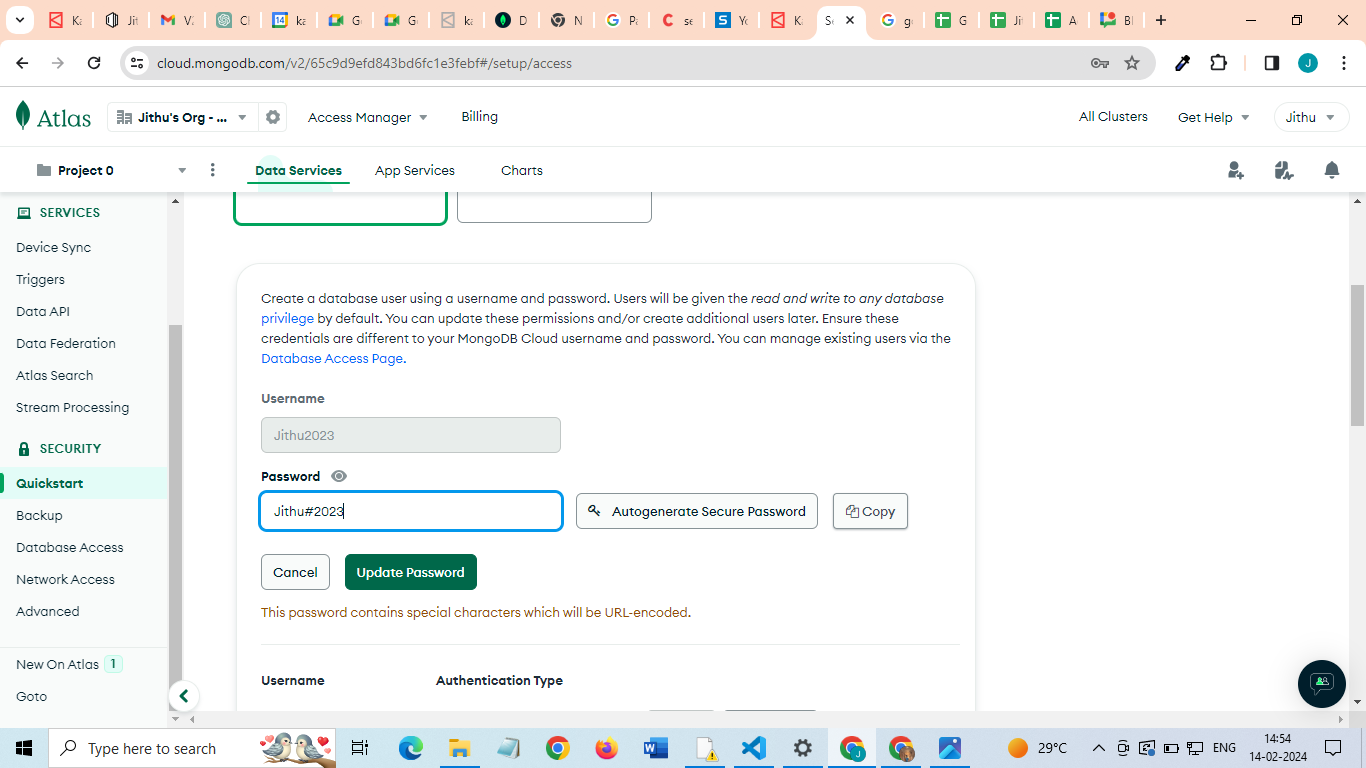 Ka
Jit
C
ka
G
G
ka
D
N
Po
se
Yo
Ka
Se
go
G
Jit
A
Bl
cloud.mongodb.com/v2/65c9d9efd843bd6fc1e3febf#/setup/access
J
Atlas
Jithu's Org - ...
Access Manager
Billing
All Clusters
Get Help
Jithu
Project 0
Data Services
App Services
Charts
SERVICES
Device Sync
Triggers
Data API
Data Federation
Atlas Search
Stream Processing
SECURITY
Quickstart
Backup
Database Access
Network Access
Advanced
New On Atlas 1
Goto
Create a database user using a username and password. Users will be given the read and write to any database
privilege by default. You can update these permissions and/or create additional users later. Ensure these
credentials are different to your MongoDB Cloud username and password. You can manage existing users via the
Database Access Page.
Username
Jithu2023
Password
Jithu#2023
Autogenerate Secure Password
Copy
Cancel
Update Password
This password contains special characters which will be URL-encoded.
Username
Authentication Type
Type here to search
29°C
ENG
14:54
14-02-2024